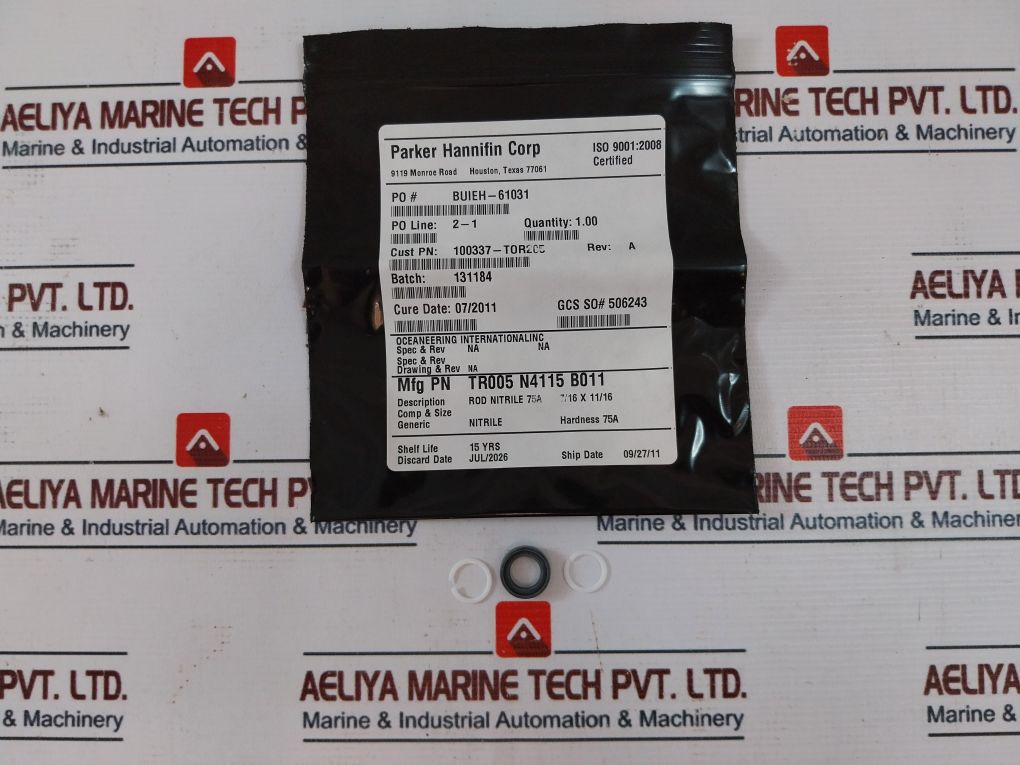 AELIYA MARINE TECH P
Marine & Industrial Automation &
RINE TECH PVT. LTD.
dustrial Automation & Machinery
Parker Hannifin Corp
ISO 9001:2008
Certified
9119 Monroe Road Houston, Texas 77061
PO # BUIEH-61031
PO Line: 2-1 Quantity: 1.00
Cust PN: 100337-TOR205 Rev: A
Batch: 131184
Cure Date: 07/2011 GCS SO# 506243
OCEANEERING INTERNATIONALINC
Spec & Rev NA NA
Spec & Rev
Drawing & Rev NA
Mfg PN TR005 N4115 B011
Description ROD NITRILE 75A 7/16 X 11/16
Comp & Size
Generic NITRILE Hardness 75A
Shelf Life 15 YRS
Discard Date JUL/2026 Ship Date 09/27/11
PVT. LTD.
n & Machinery
AELIYA
Marine & In
AELIYA MARINE TECH PV
Marine & Industrial Automation & Machinery
RINE TECH PVT. LTD
Marine & Industrial Automation & Machiner
PVT. LTD.
& Machinery
AELIYA MARINE TECH PVT. LTD.
Marine & Industrial Automation & Machinery
AELIYA
Marine &